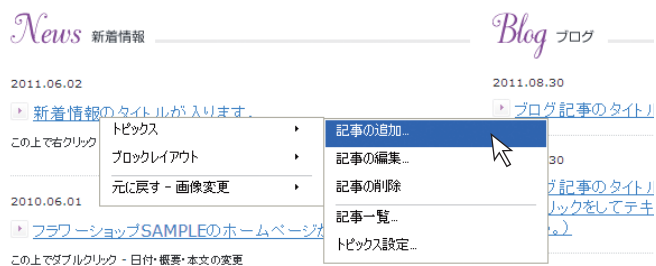 News 新着情報
2011.06.02
新着情報のタイトルが入ります。
この上で右クリック
2010.06.01
フラワーショップSAMPLEのホームページが
この上でダブルクリック - 日付・概要・本文の変更
トピックス
ブロックレイアウト
元に戻す - 画像変更
記事の追加...
記事の編集...
記事の削除
記事一覧...
トピックス設定...
Blog ブログ
2011.08.30
ブログ記事のタイトル
30
グ記事のタイトル
リックをしてテキ
。)